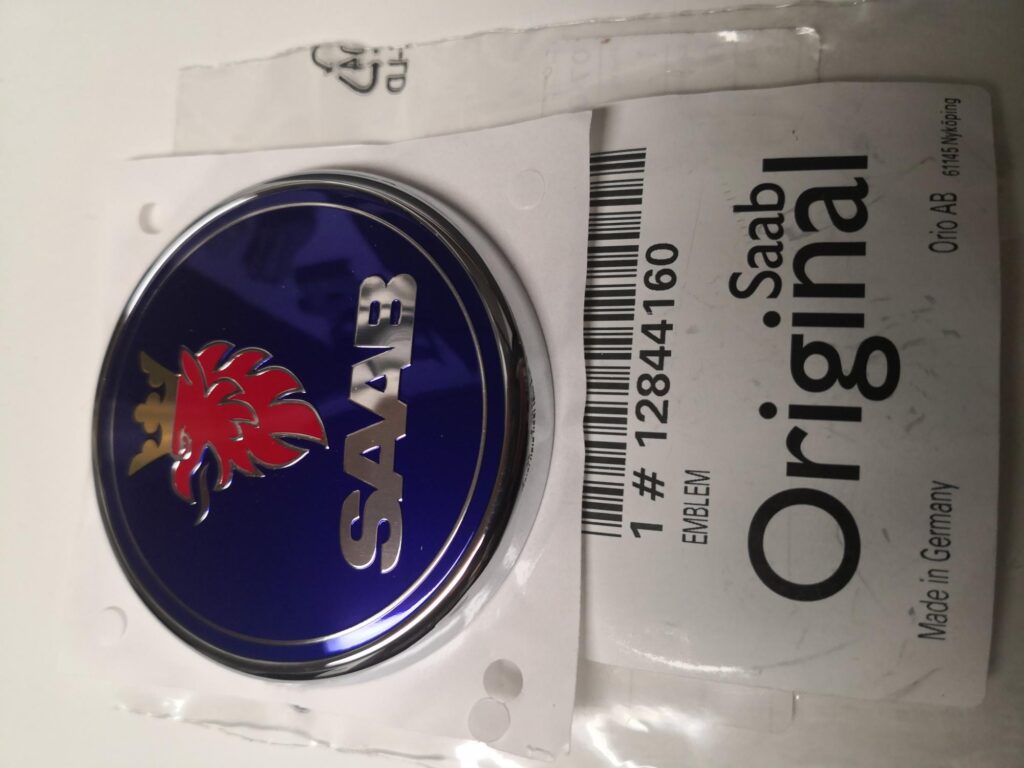 SAAB
1 # 12844160
EMBLEM
Saab
Original
Made in Germany
Orio AB 61145 Nyköping